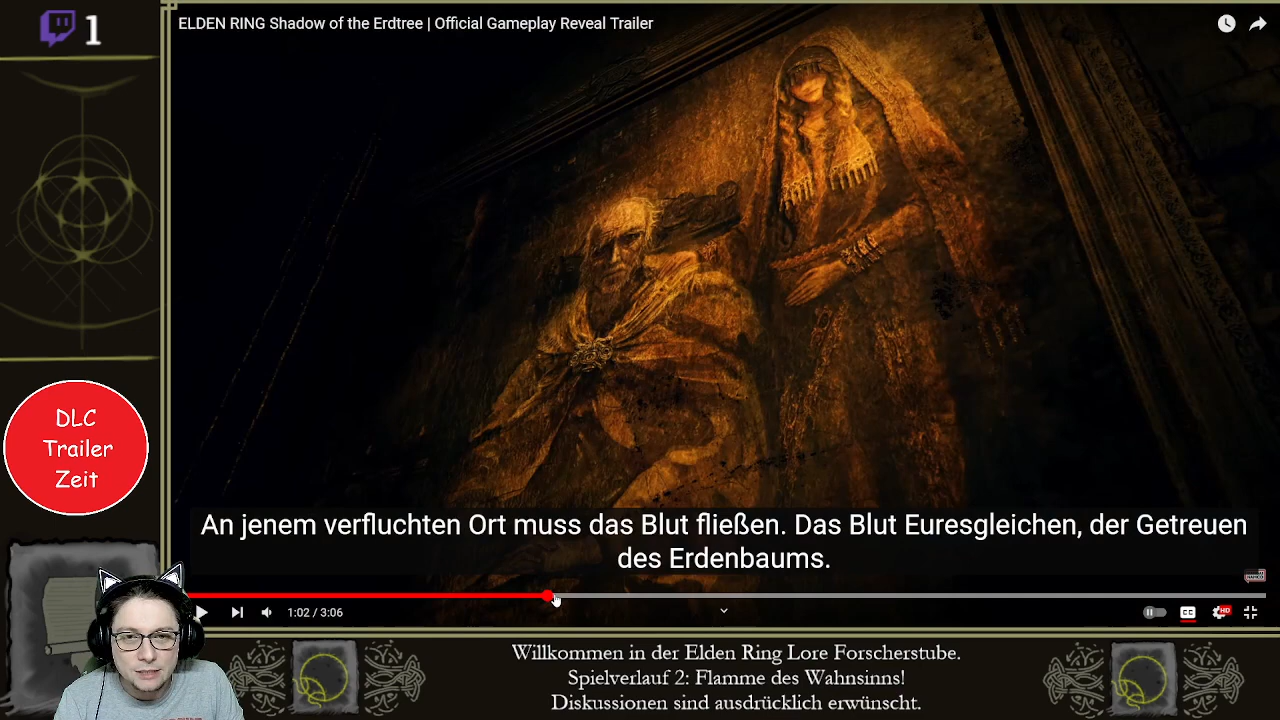 1
ELDEN RING Shadow of the Erdtree | Official Gameplay Reveal Trailer
DLC
Trailer
Zeit
An jenem verfluchten Ort muss das Blut fließen. Das Blut Euresgleichen, der Getreuen
des Erdenbaums.
1:02 / 3:06
CC
HD
Willkommen in der Elden Ring Lore Forscherstube.
Spielverlauf 2: Flamme des Wahnsinns!
Diskussionen sind ausdrücklich erwünscht.